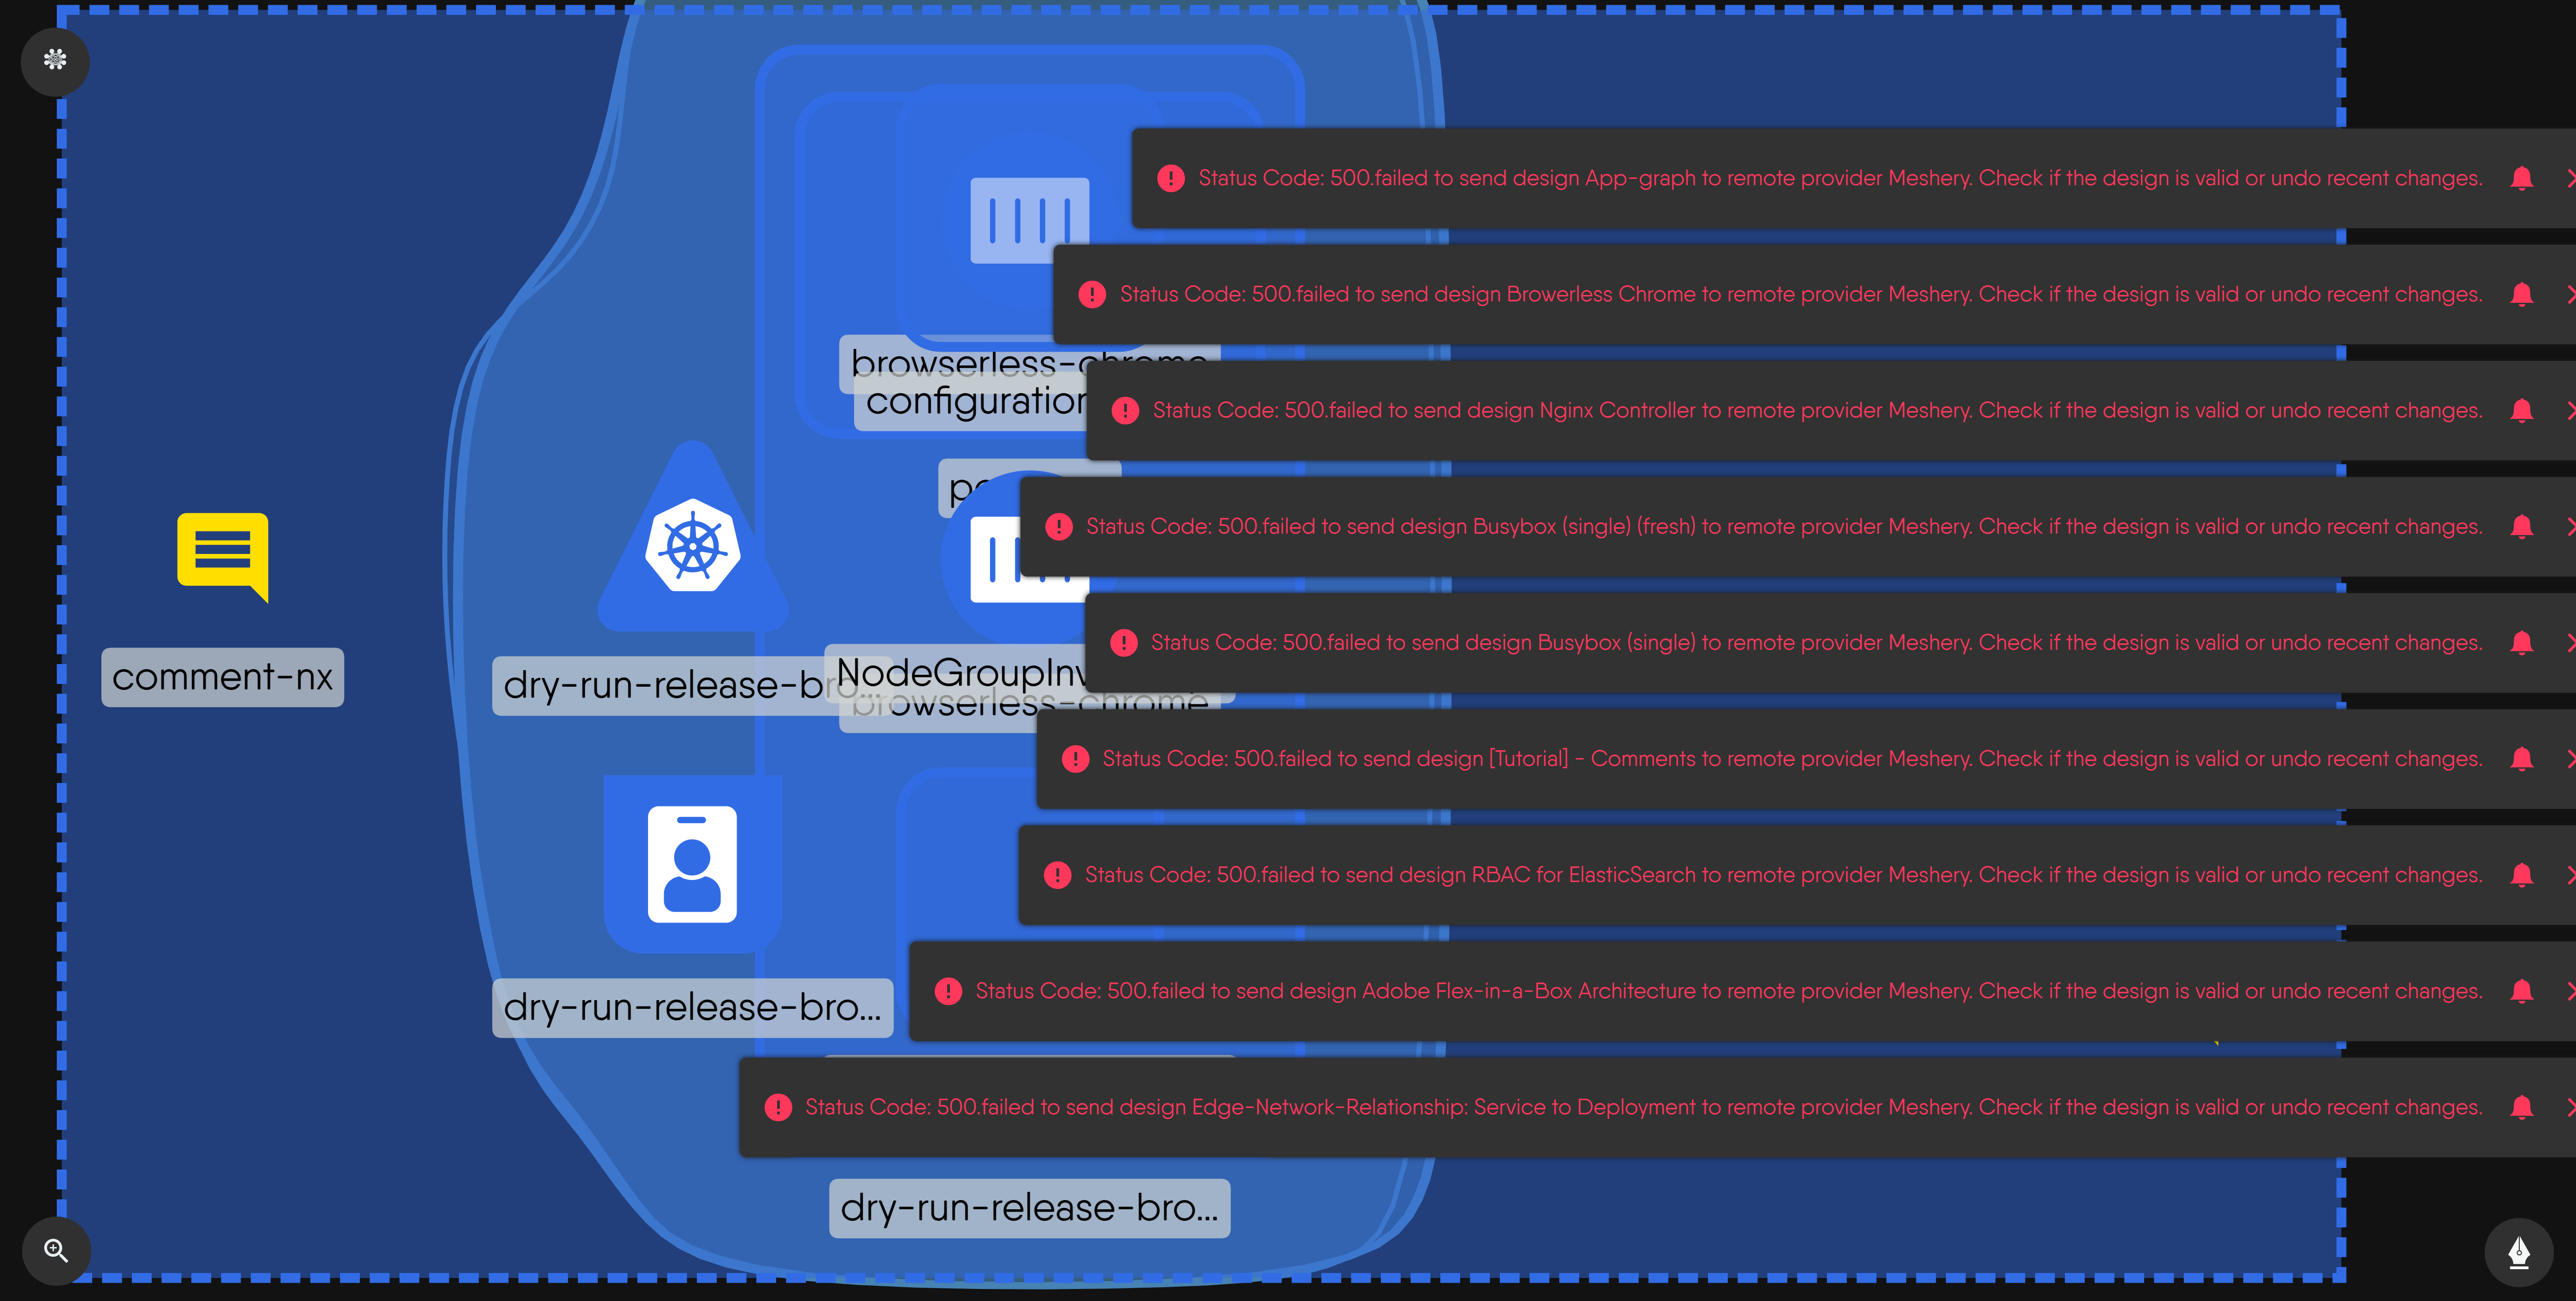 Status Code: 500.failed to send design App-graph to remote provider Meshery. Check if the design is valid or undo recent changes.
Status Code: 500.failed to send design Browerless Chrome to remote provider Meshery. Check if the design is valid or undo recent changes.
browserless-chrome
configuration
Status Code: 500.failed to send design Nginx Controller to remote provider Meshery. Check if the design is valid or undo recent changes.
Status Code: 500.failed to send design Busybox (single) (fresh) to remote provider Meshery. Check if the design is valid or undo recent changes.
Status Code: 500.failed to send design Busybox (single) to remote provider Meshery. Check if the design is valid or undo recent changes.
comment-nx
dry-run-release-bro...
NodeGroupInv
browserless-chrome
Status Code: 500.failed to send design [Tutorial] - Comments to remote provider Meshery. Check if the design is valid or undo recent changes.
Status Code: 500.failed to send design RBAC for ElasticSearch to remote provider Meshery. Check if the design is valid or undo recent changes.
Status Code: 500.failed to send design Adobe Flex-in-a-Box Architecture to remote provider Meshery. Check if the design is valid or undo recent changes.
dry-run-release-bro...
Status Code: 500.failed to send design Edge-Network-Relationship: Service to Deployment to remote provider Meshery. Check if the design is valid or undo recent changes.
dry-run-release-bro...